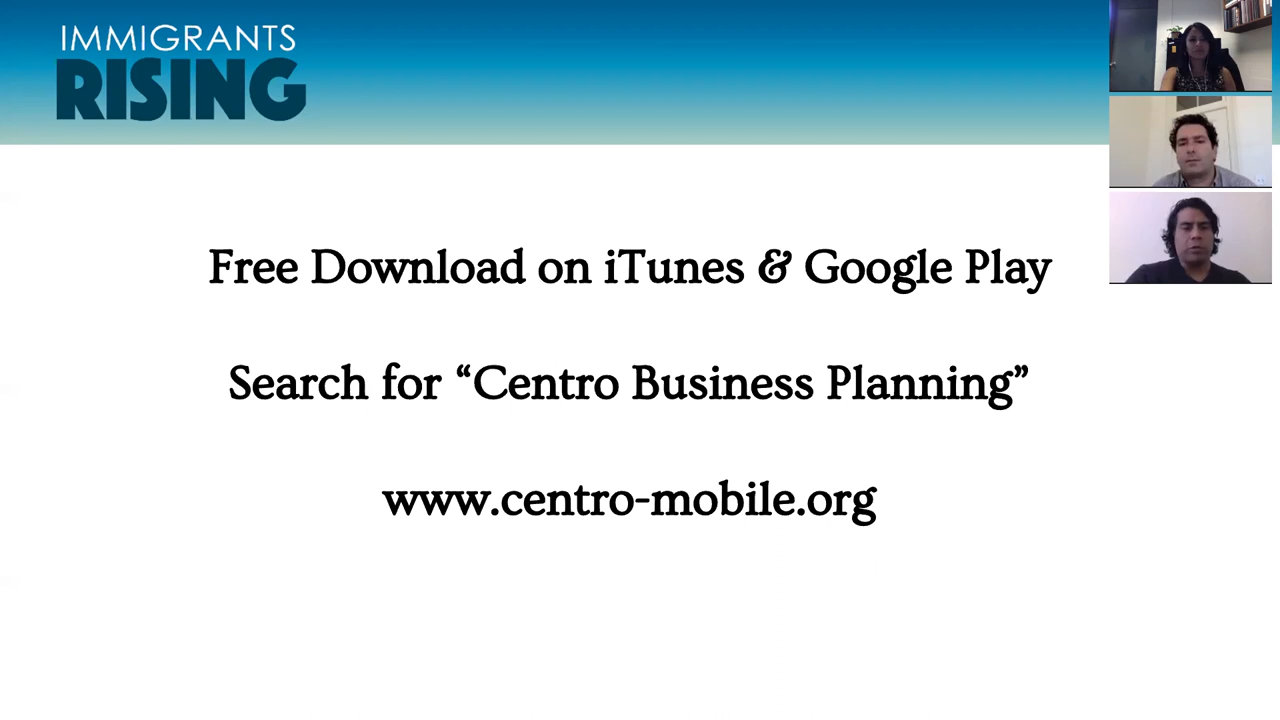 IMMIGRANTS
RISING
Free Download on iTunes & Google Play
Search for “Centro Business Planning”
www.centro-mobile.org